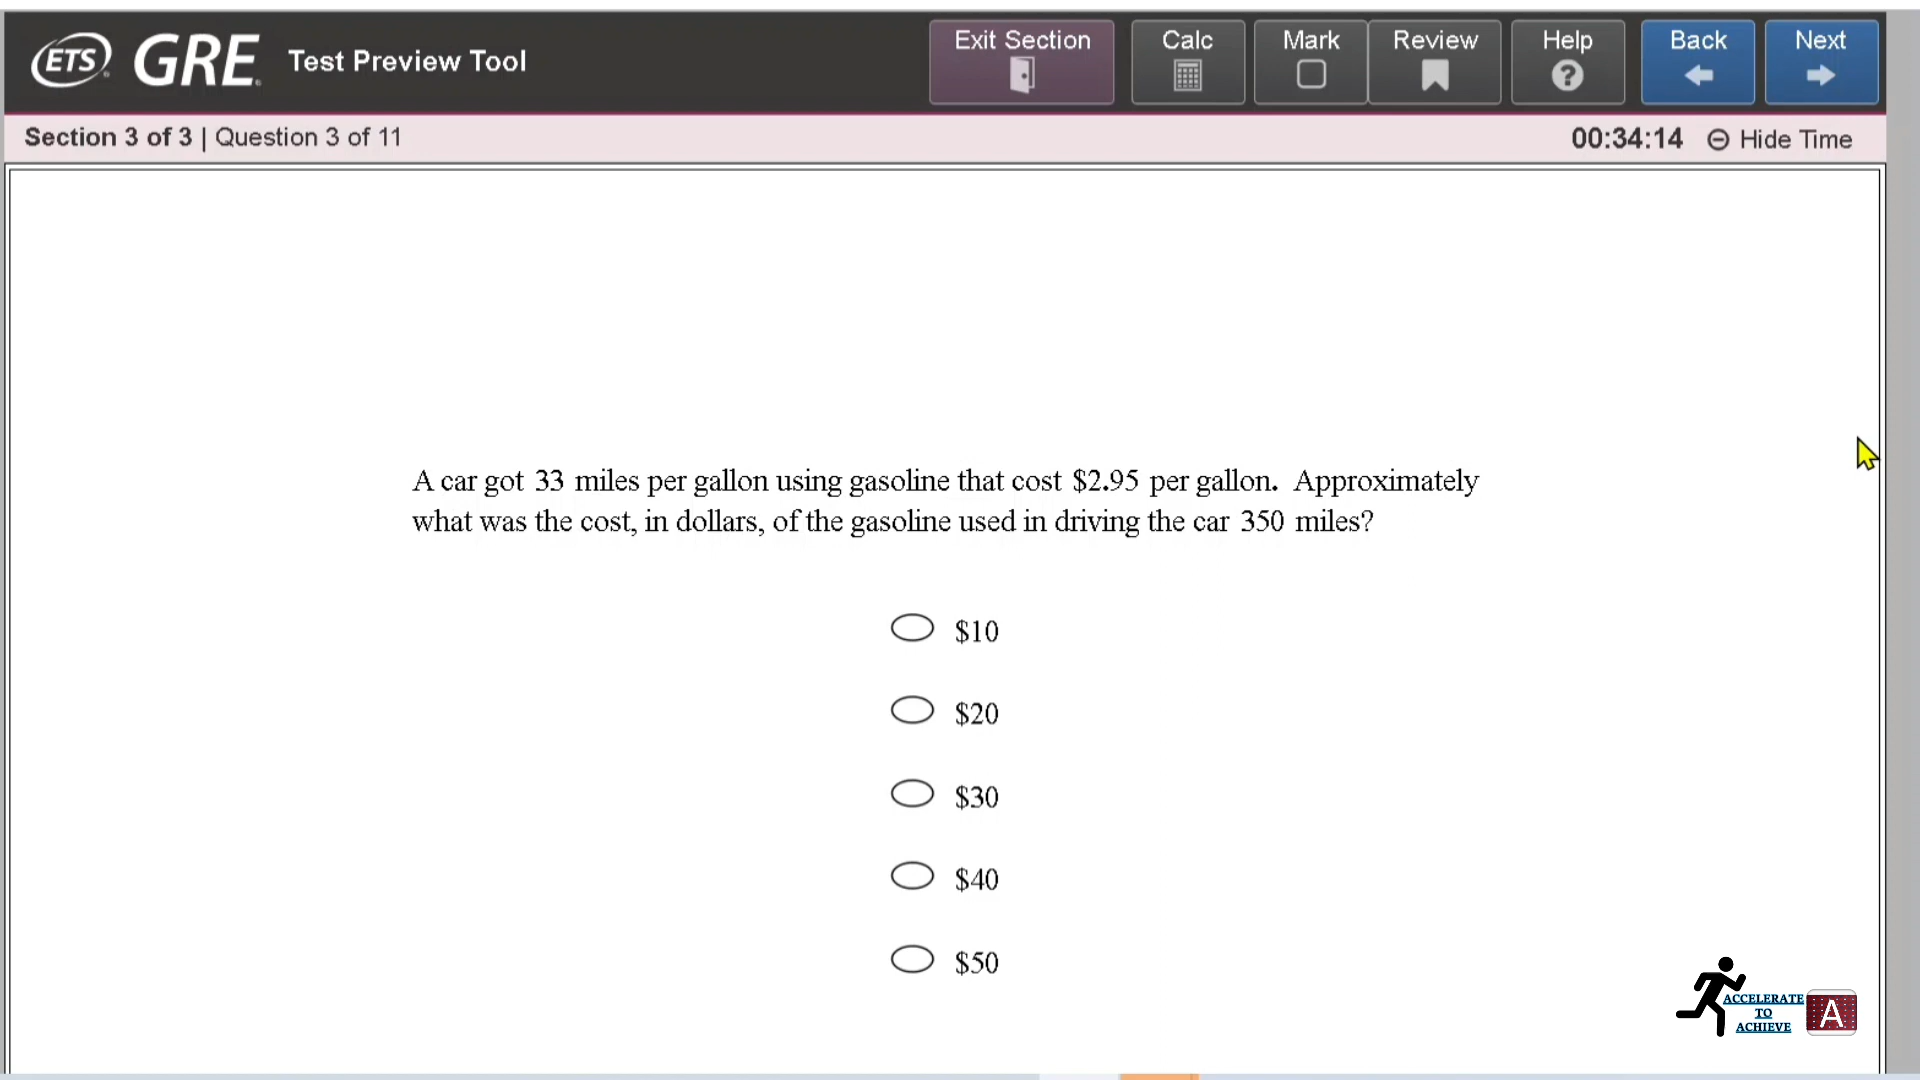 ETS GRE Test Preview Tool
Exit Section
Calc
Mark
Review
Help
Back
Next
Section 3 of 3 | Question 3 of 11
00:34:14 Hide Time
A car got 33 miles per gallon using gasoline that cost $2.95 per gallon. Approximately
what was the cost, in dollars, of the gasoline used in driving the car 350 miles?
$10
$20
$30
$40
$50
ACCELERATE
TO
ACHIEVE
A